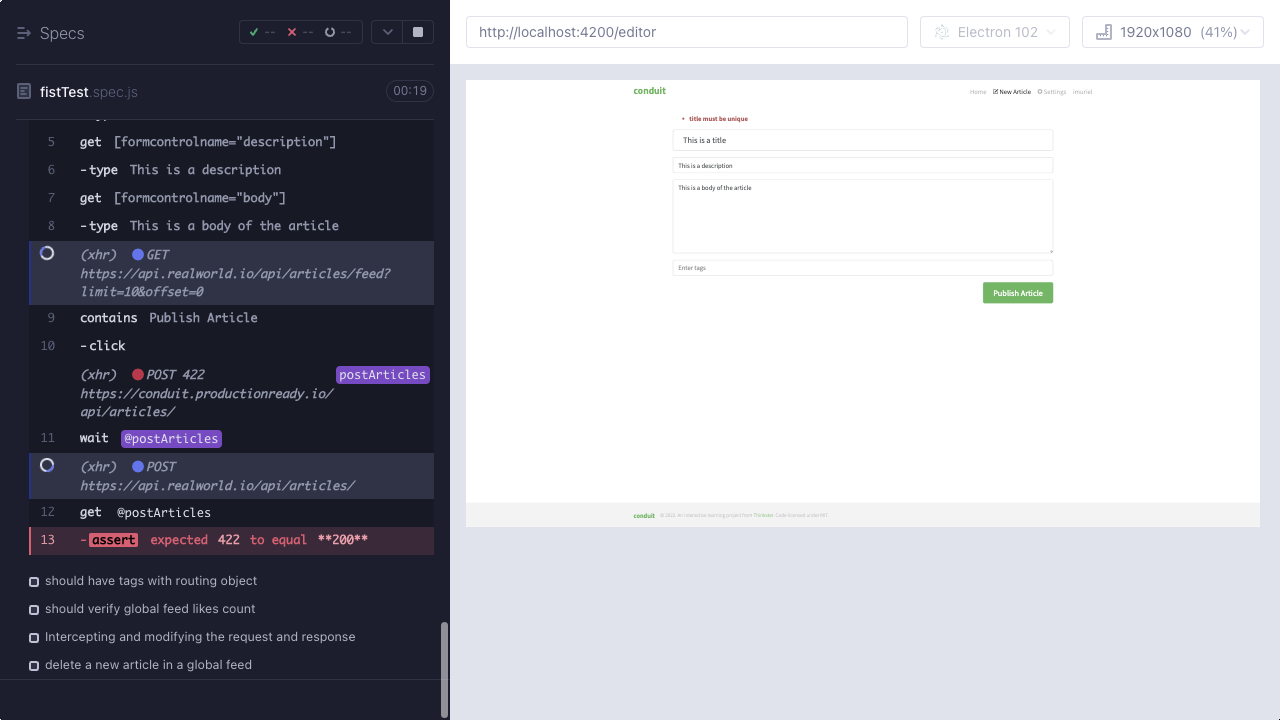 Specs
-- -- --
fistTest.spec.js
00:19
5 get [formcontrolname="description"]
6 -type This is a description
7 get [formcontrolname="body"]
8 -type This is a body of the article
(xhr) GET
https://api.realworld.io/api/articles/feed?
limit=10&offset=0
9 contains Publish Article
10 -click
(xhr) POST 422 postArticles
https://conduit.productionready.io/
api/articles/
11 wait @postArticles
(xhr) POST
https://api.realworld.io/api/articles/
12 get @postArticles
13 -assert expected 422 to equal **200**
should have tags with routing object
should verify global feed likes count
Intercepting and modifying the request and response
delete a new article in a global feed
http://localhost:4200/editor
Electron 102
1920x1080 (41%)
conduit
Home New Article Settings imuriel
• title must be unique
This is a title
This is a description
This is a body of the article
Enter tags
Publish Article
conduit © 2022. An interactive learning project from Thinkster. Code licensed under MIT.